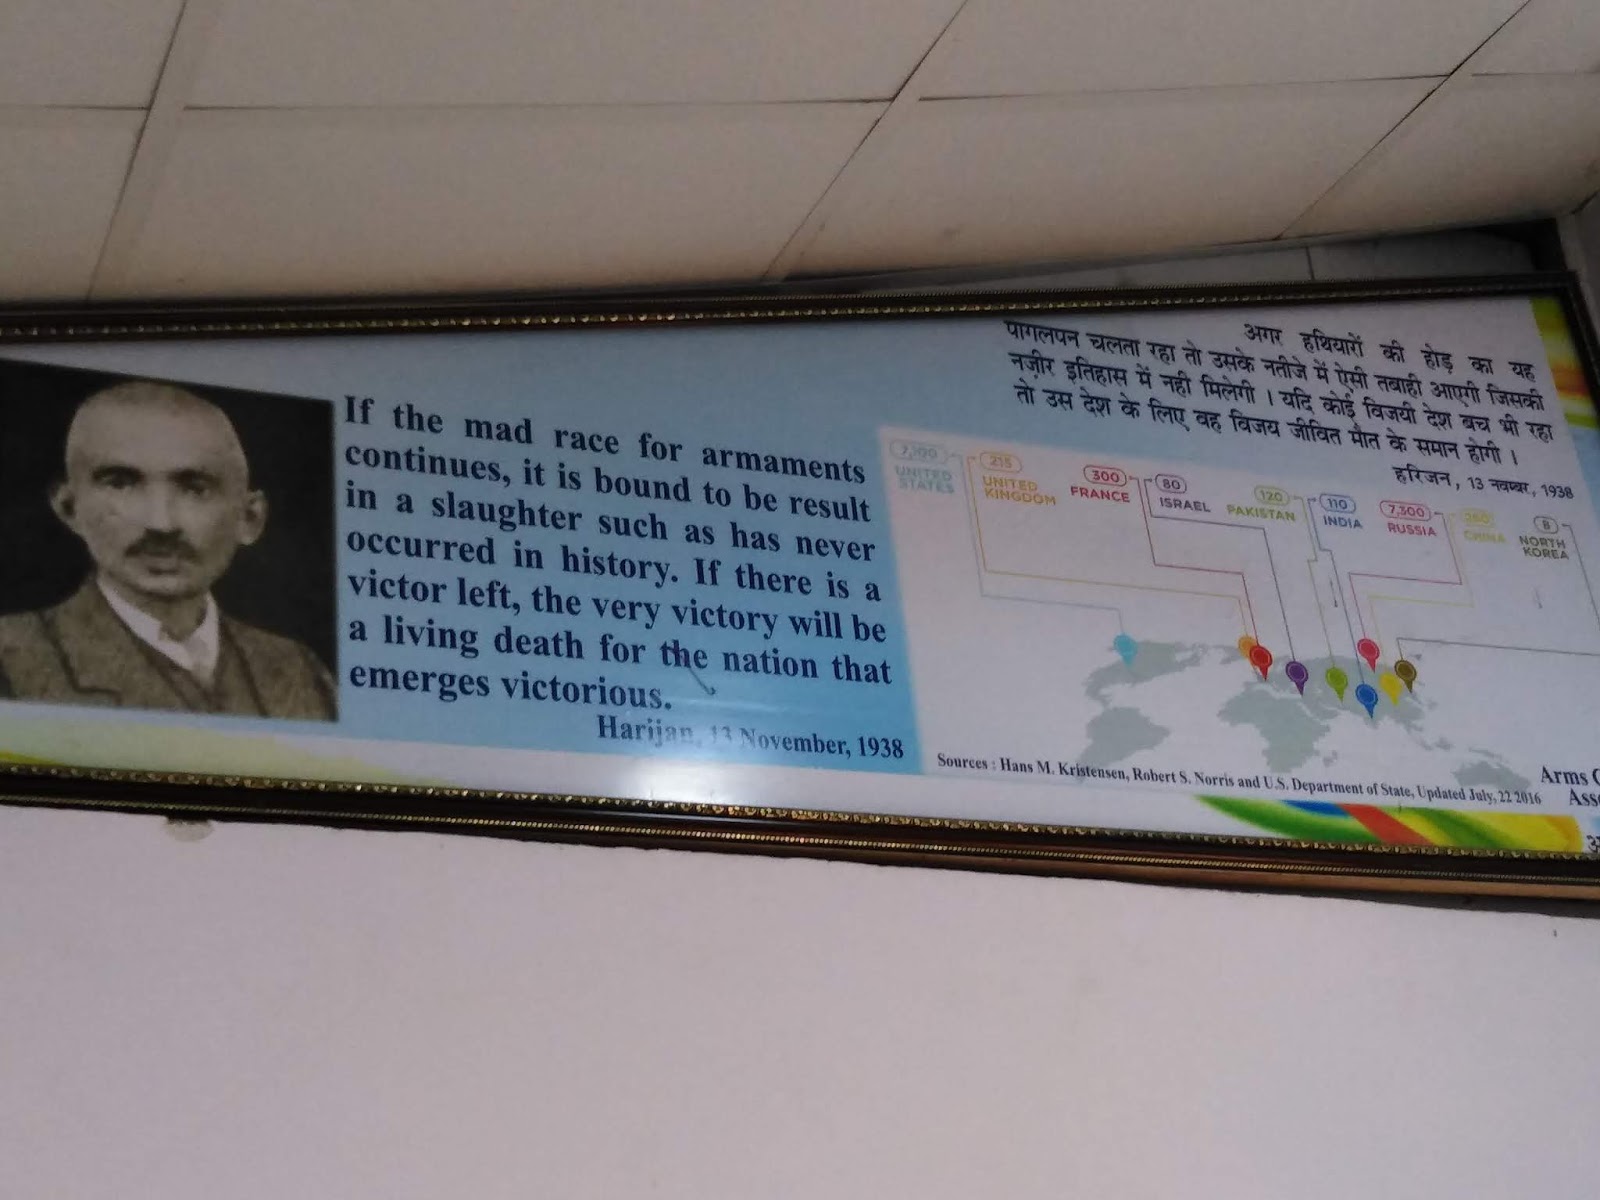 If the mad race for armaments
continues, it is bound to be result
in a slaughter such as has never
occurred in history. If there is a
victor left, the very victory will be
a living death for the nation that
emerges victorious.
Harijan, 13 November, 1938
अगर हथियारों की होड़ का यह
पागलपन चलता रहा तो उसके नतीजे में ऐसी तबाही आएगी जिसकी
नज़ीर इतिहास में नही मिलेगी । यदि कोई विजयी देश बच भी रहा
तो उस देश के लिए वह विजय जीवित मौत के समान होगी ।
हरिजन, 13 नवम्बर, 1938
7,100
UNITED
STATES
215
UNITED
KINGDOM
300
FRANCE
80
ISRAEL
120
PAKISTAN
110
INDIA
7,300
RUSSIA
260
CHINA
8
NORTH
KOREA
Sources : Hans M. Kristensen, Robert S. Norris and U.S. Department of State, Updated July, 22 2016
Arms